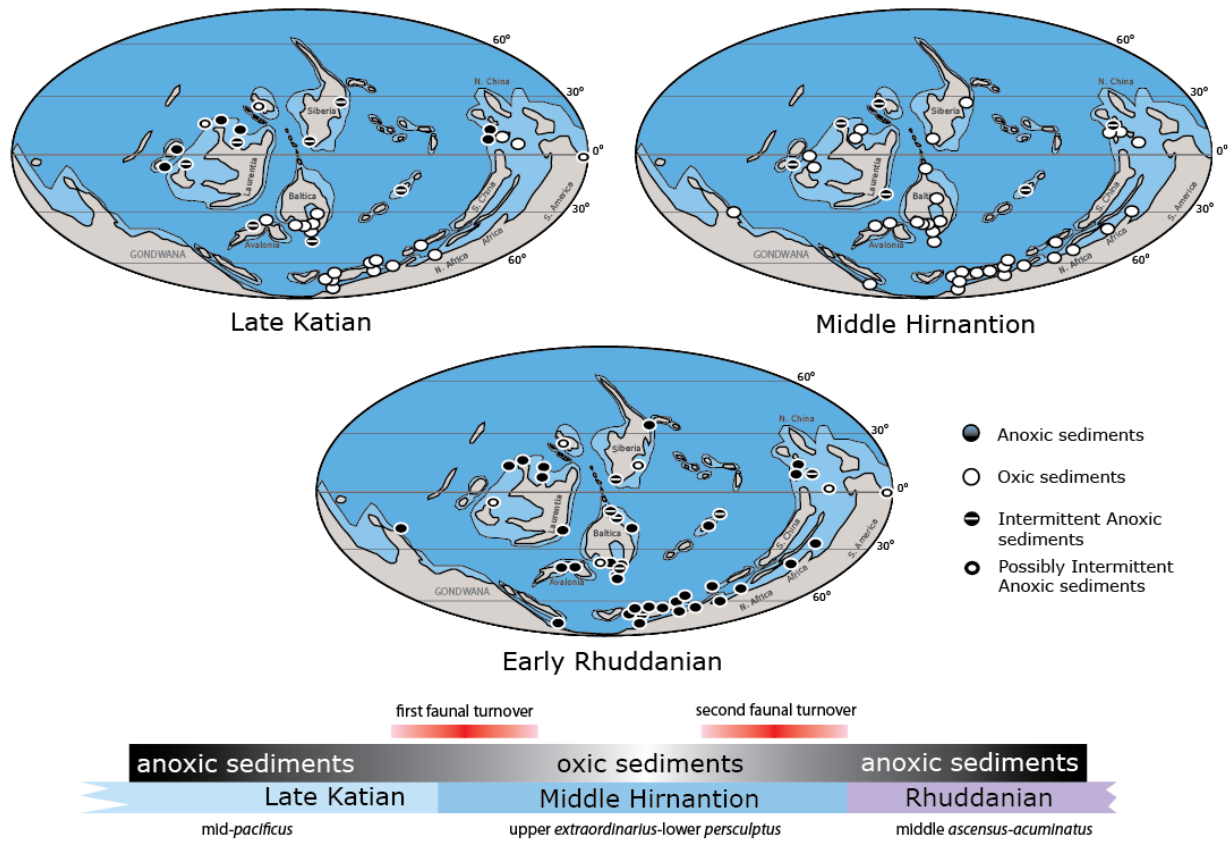 60°
30°
N. China
Siberia
0°
Laurentia
Baltica
30°
S. China
S. America
Avalonia
GONDWANA
N. Africa
Africa
60°
Late Katian
60°
30°
N. China
Siberia
0°
Laurentia
Baltica
30°
S. China
S. America
Avalonia
GONDWANA
N. Africa
Africa
60°
Middle Hirnantion
60°
30°
N. China
Siberia
0°
Laurentia
Baltica
30°
S. China
S. America
Avalonia
GONDWANA
N. Africa
Africa
60°
Early Rhuddanian
Anoxic sediments
Oxic sediments
Intermittent Anoxic
sediments
Possibly Intermittent
Anoxic sediments
first faunal turnover
second faunal turnover
anoxic sediments
oxic sediments
anoxic sediments
Late Katian
Middle Hirnantion
Rhuddanian
mid-pacificus
upper extraordinarius-lower persculptus
middle ascensus-acuminatus